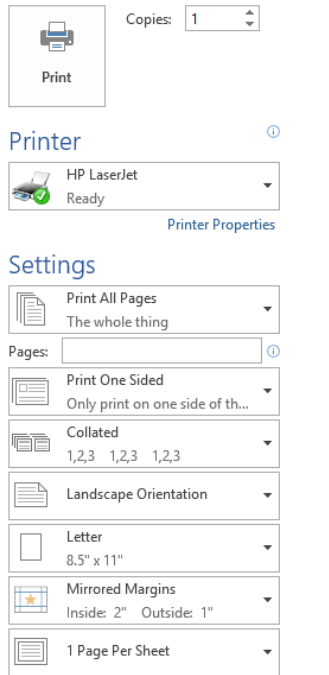 Copies: 1
Print
Printer
HP LaserJet
Ready
Printer Properties
Settings
Print All Pages
The whole thing
Pages:
Print One Sided
Only print on one side of th...
Collated
1,2,3 1,2,3 1,2,3
Landscape Orientation
Letter
8.5" x 11"
Mirrored Margins
Inside: 2" Outside: 1"
1 Page Per Sheet